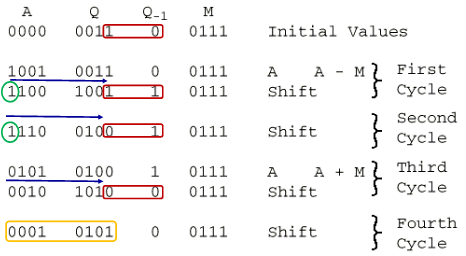 A Q Q-1 M
0000 0011 0 0111 Initial Values
1001 0011 0 0111 A A - M First
1100 1001 1 0111 Shift Cycle
1110 0100 1 0111 Shift Second Cycle
0101 0100 1 0111 A A + M Third
0010 1010 0 0111 Shift Cycle
0001 0101 0 0111 Shift Fourth Cycle